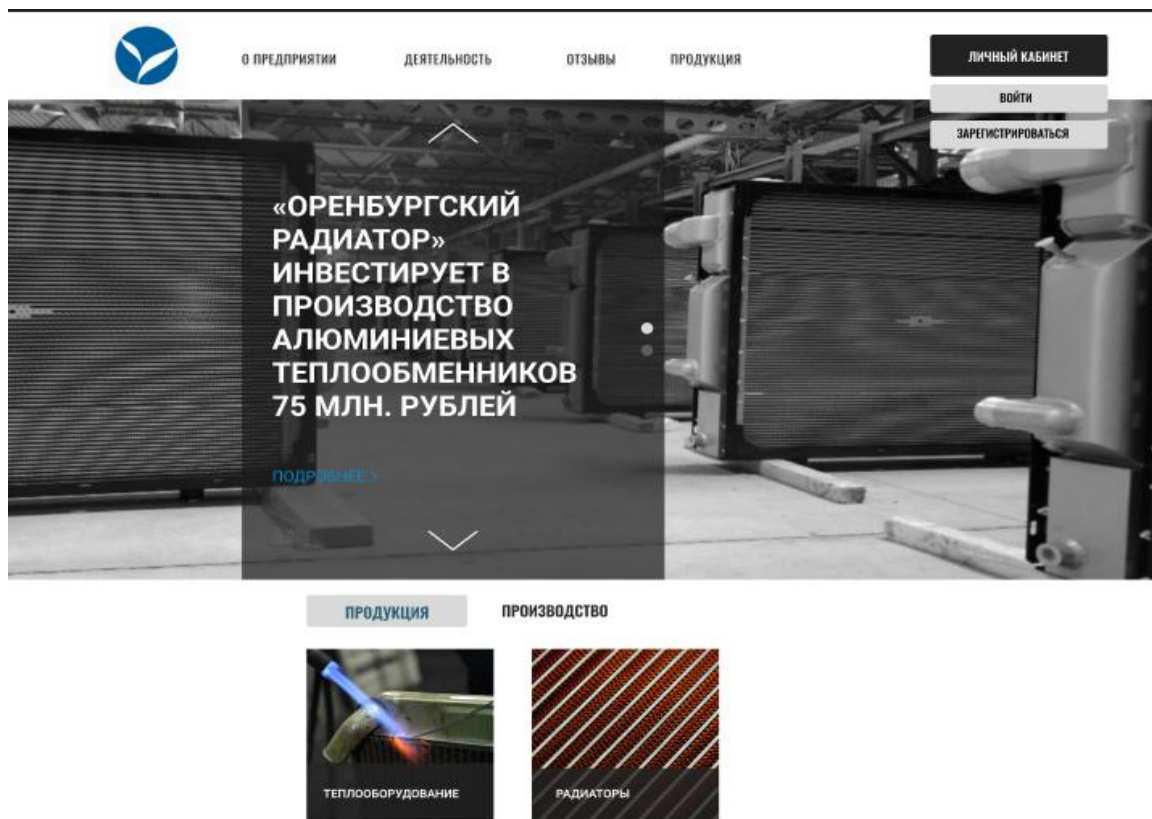 О ПРЕДПРИЯТИИ
ДЕЯТЕЛЬНОСТЬ
ОТЗЫВЫ
ПРОДУКЦИЯ
ЛИЧНЫЙ КАБИНЕТ
ВОЙТИ
ЗАРЕГИСТРИРОВАТЬСЯ
«ОРЕНБУРГСКИЙ
РАДИАТОР»
ИНВЕСТИРУЕТ В
ПРОИЗВОДСТВО
АЛЮМИНИЕВЫХ
ТЕПЛООБМЕННИКОВ
75 МЛН. РУБЛЕЙ
ПОДРОБНЕЕ >
ПРОДУКЦИЯ
ПРОИЗВОДСТВО
ТЕПЛООБОРУДОВАНИЕ
РАДИАТОРЫ